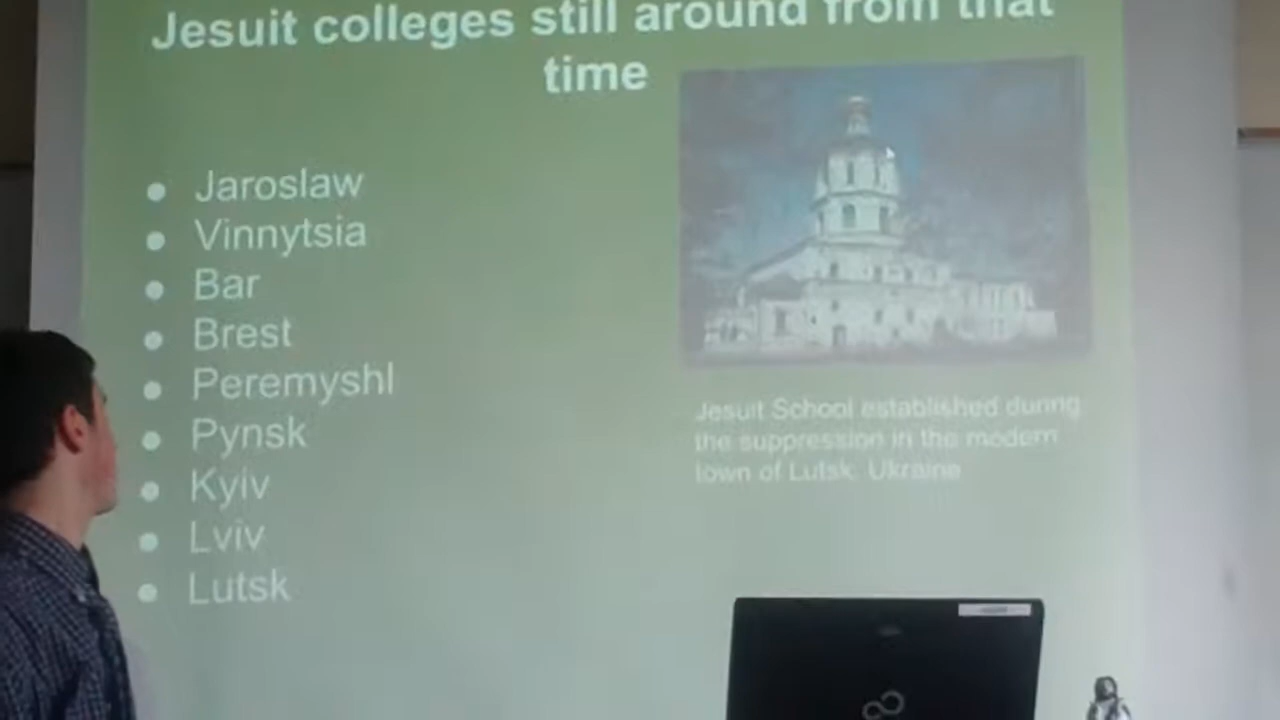 Jesuit colleges still around from that
time
Jaroslaw
Vinnytsia
Bar
Brest
Peremyshl
Pynsk
Kyiv
Lviv
Lutsk
Jesuit School established during
the suppression in the modern
town of Lutsk, Ukraine